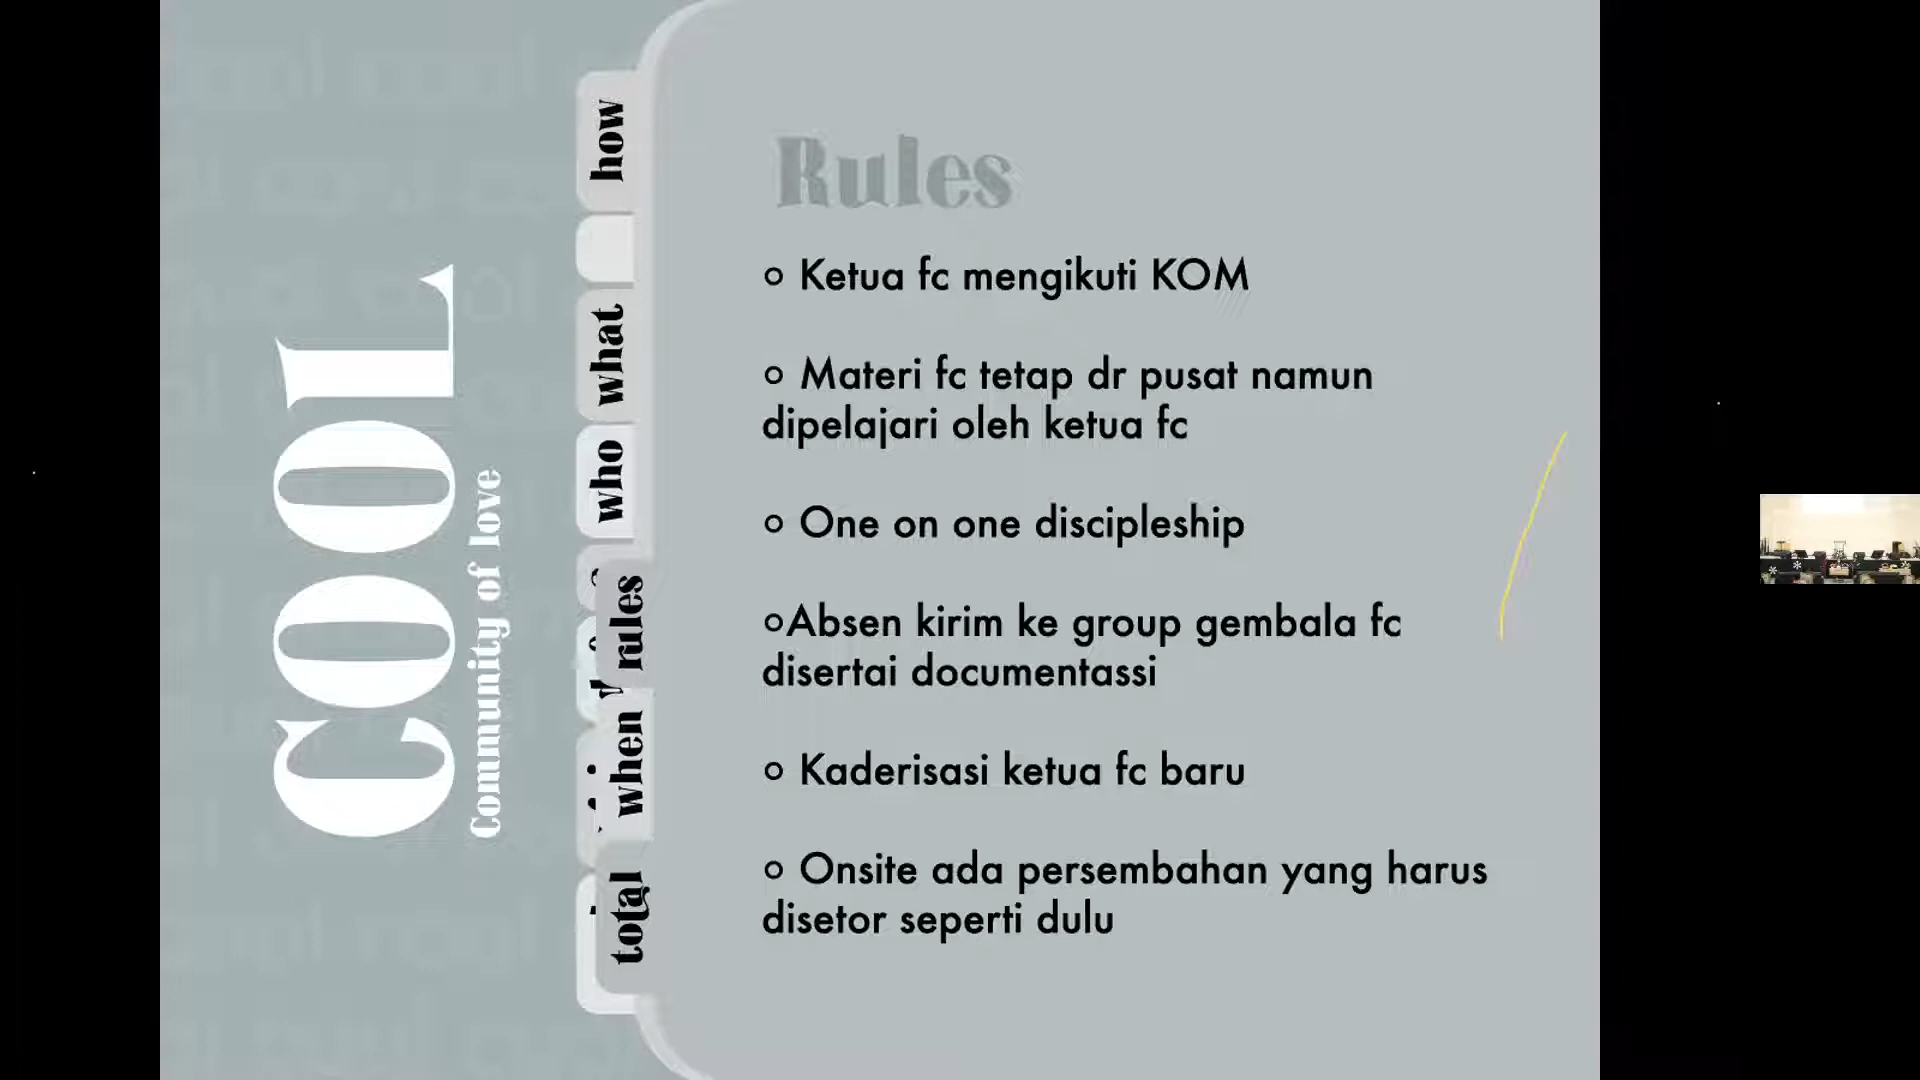 COOL
Community of love
how
what
who
rules
when
total
Rules
○ Ketua fc mengikuti KOM
○ Materi fc tetap dr pusat namun
dipelajari oleh ketua fc
○ One on one discipleship
○Absen kirim ke group gembala fc
disertai documentassi
○ Kaderisasi ketua fc baru
○ Onsite ada persembahan yang harus
disetor seperti dulu